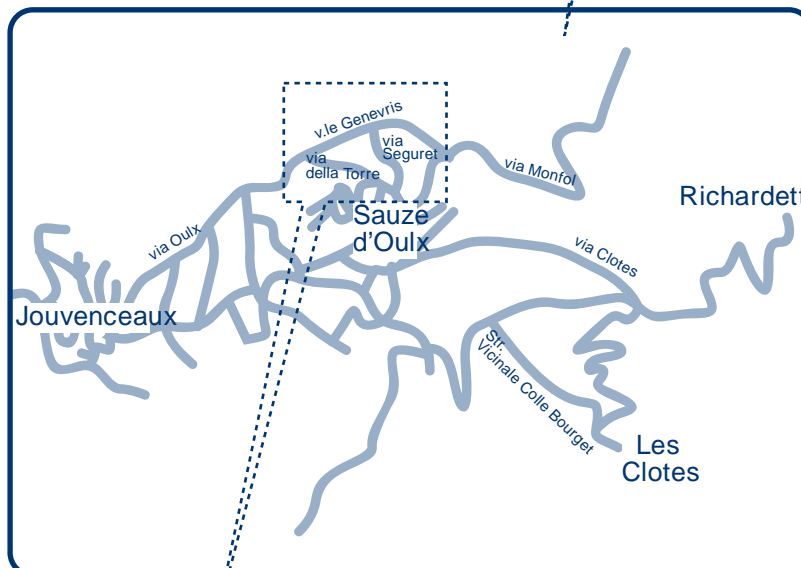 v.le Genevris
via
Seguret
via
della Torre
via Monfol
Richardett
Sauze
d'Oulx
via Oulx
via Clotes
Jouvenceaux
Str.
Vicinale Colle Bourget
Les
Clotes